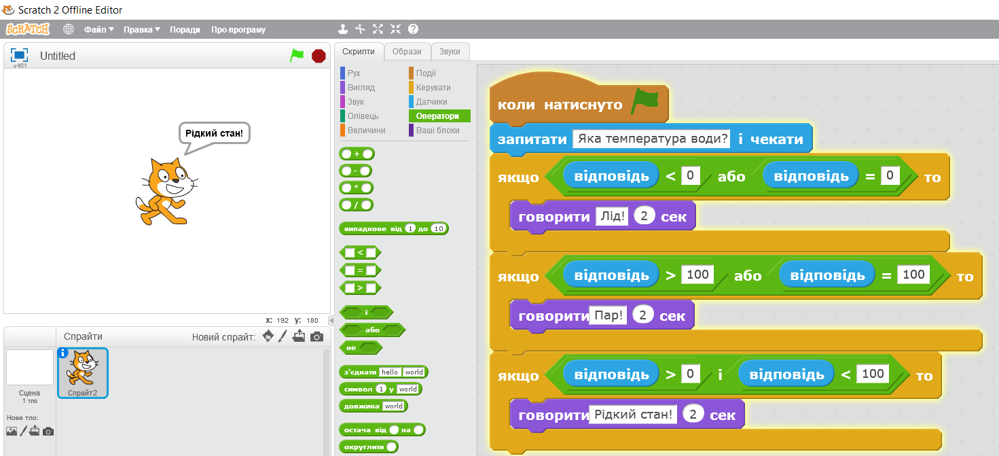 Scratch 2 Offline Editor
SCRATCH Файл Правка Поради Про програму
v461 Untitled
Рідкий стан!
x: 192 y: 180
Спрайти Новий спрайт:
Сцена
1 тло
Нове тло:
Спрайт2
Скрипти Образи Звуки
Рух Події
Вигляд Керувати
Звук Датчики
Олівець Оператори
Величини Ваші блоки
+
-
*
/
випадкове від 1 до 10
<
=
>
і
або
не
з'єднати hello world
символ 1 у world
довжина world
остача від на
округлити
коли натиснуто
запитати Яка температура води? і чекати
якщо відповідь < 0 або відповідь = 0 то
говорити Лід! 2 сек
якщо відповідь > 100 або відповідь = 100 то
говорити Пар! 2 сек
якщо відповідь > 0 і відповідь < 100 то
говорити Рідкий стан! 2 сек